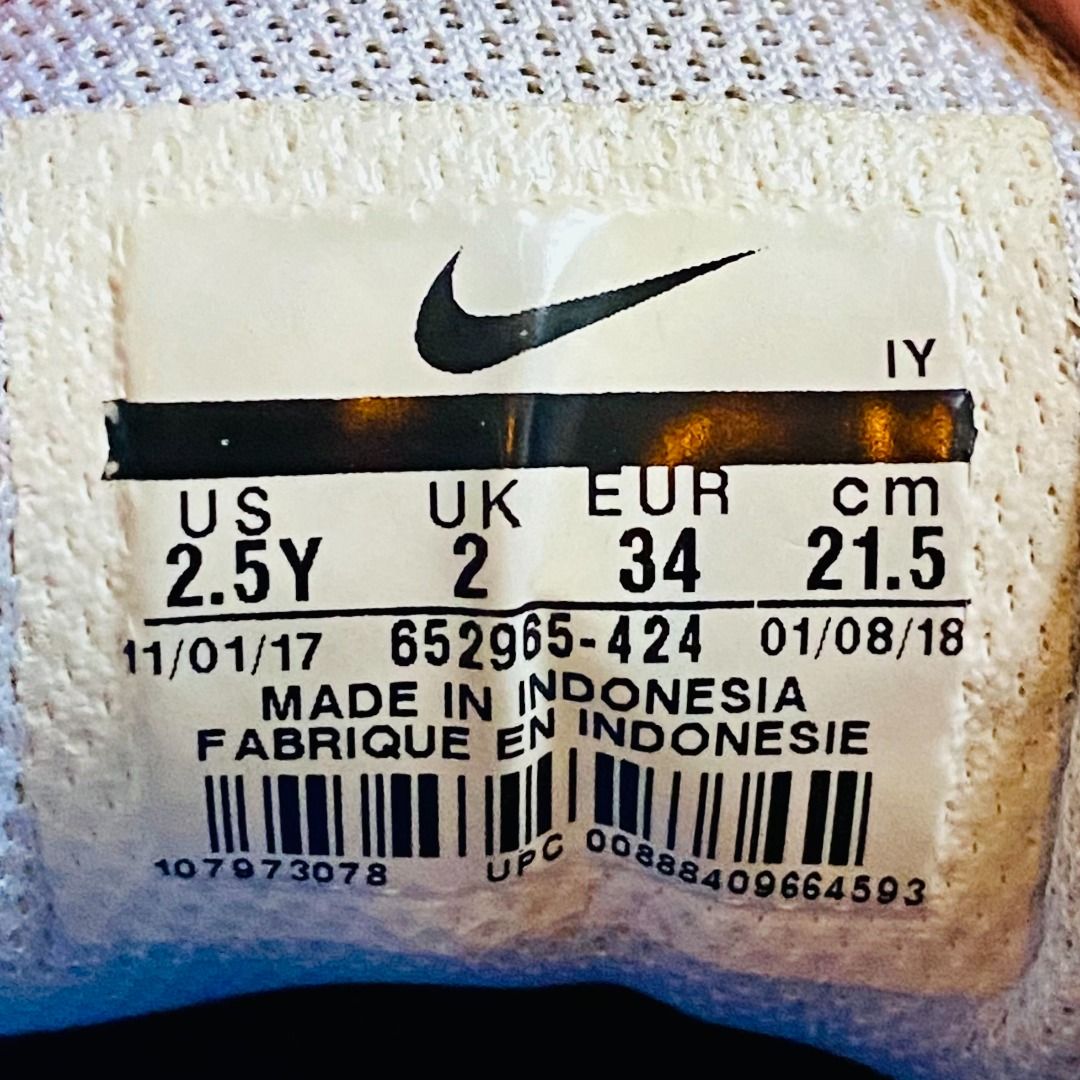 IY
US UK EUR cm
2.5Y 2 34 21.5
11/01/17 652965-424 01/08/18
MADE IN INDONESIA
FABRIQUE EN INDONESIE
107973078 UPC 00888409664593